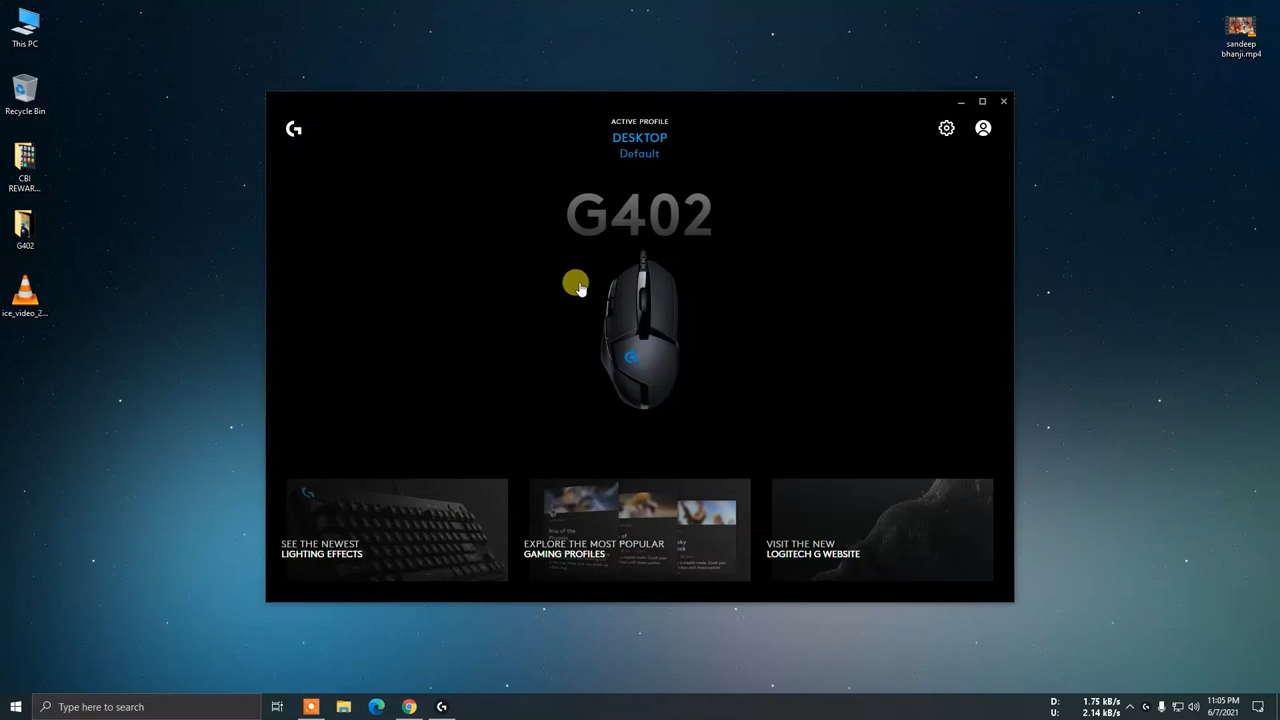 This PC
Recycle Bin
CBI
REWAR...
G402
ice_video_2...
sandeep
bhanji.mp4
ACTIVE PROFILE
DESKTOP
Default
G402
SEE THE NEWEST
LIGHTING EFFECTS
EXPLORE THE MOST POPULAR
GAMING PROFILES
VISIT THE NEW
LOGITECH G WEBSITE
Type here to search
D: 1.75 kB/s
U: 2.14 kB/s
11:05 PM
6/7/2021